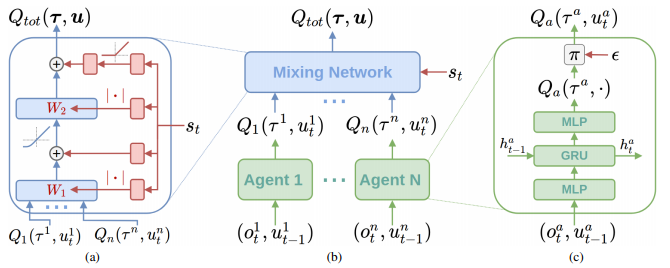 Q_tot(τ, u)
W_2
|·|
s_t
W_1
|·|
Q_1(τ^1, u_t^1)
Q_n(τ^n, u_t^n)
(a)
Q_tot(τ, u)
Mixing Network
s_t
Q_1(τ^1, u_t^1)
Q_n(τ^n, u_t^n)
Agent 1
Agent N
(o_t^1, u_{t-1}^1)
(o_t^n, u_{t-1}^n)
(b)
Q_a(τ^a, u_t^a)
π
ϵ
Q_a(τ^a, ·)
MLP
h_{t-1}^a
GRU
h_t^a
MLP
(o_t^a, u_{t-1}^a)
(c)